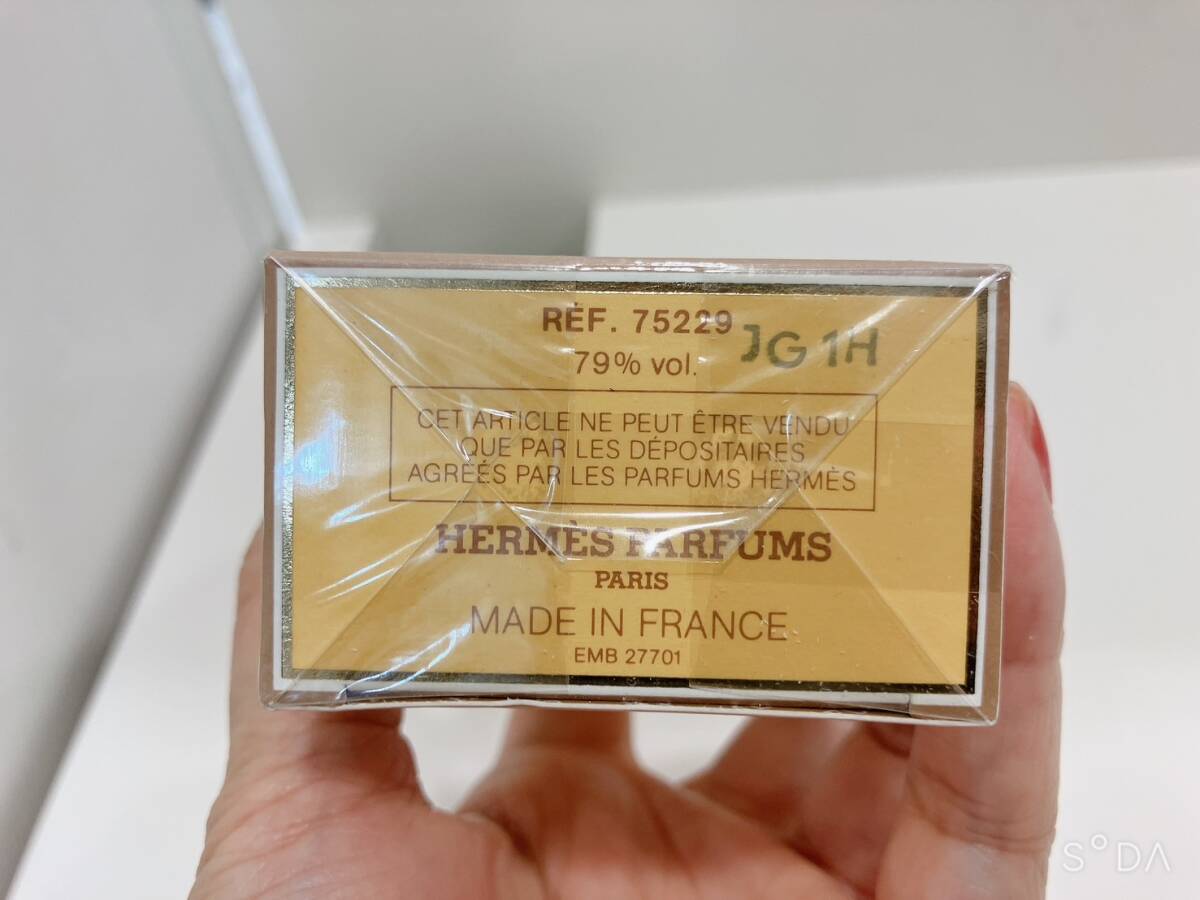 RÉF. 75229
JG 1H
79% vol.
CET ARTICLE NE PEUT ÊTRE VENDU
QUE PAR LES DÉPOSITAIRES
AGRÉÉS PAR LES PARFUMS HERMÈS
HERMÈS PARFUMS
PARIS
MADE IN FRANCE
EMB 27701
SODA